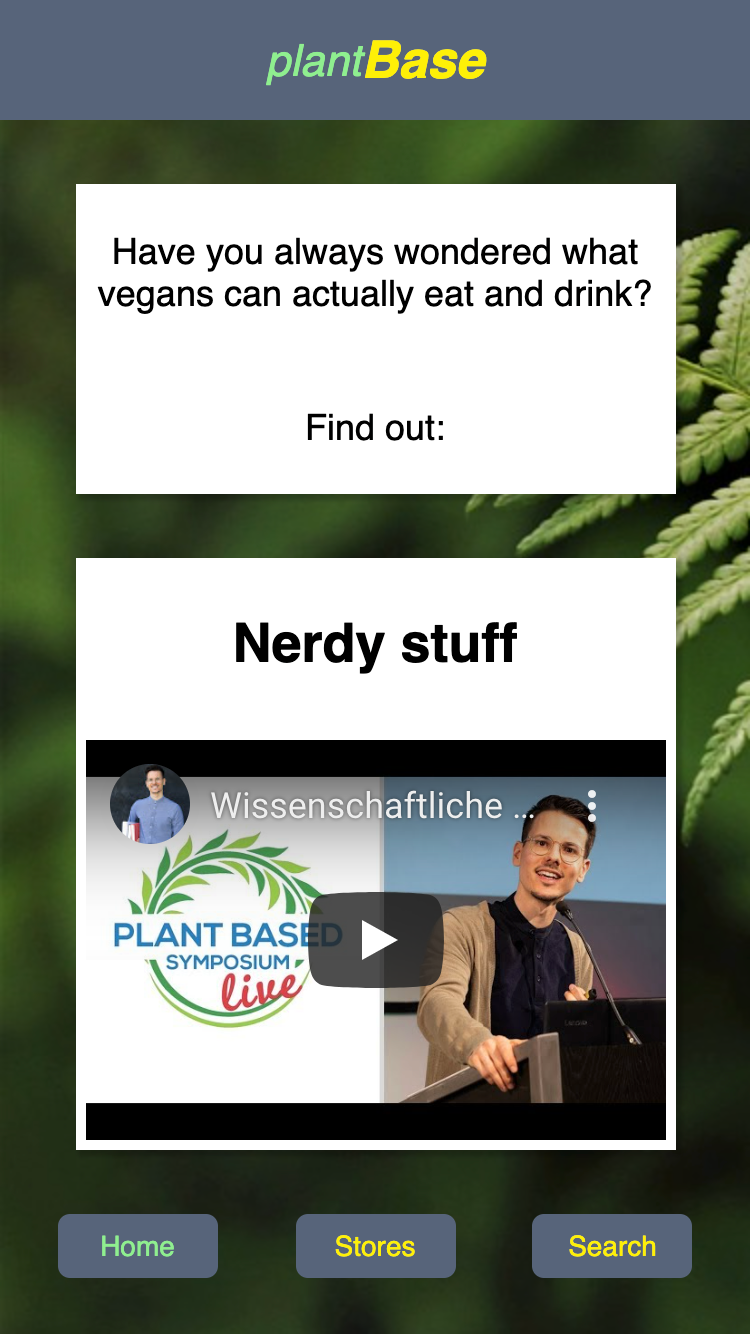 plantBase
Have you always wondered what
vegans can actually eat and drink?
Find out:
Nerdy stuff
Wissenschaftliche ...
PLANT BASED
SYMPOSIUM
live
Home
Stores
Search